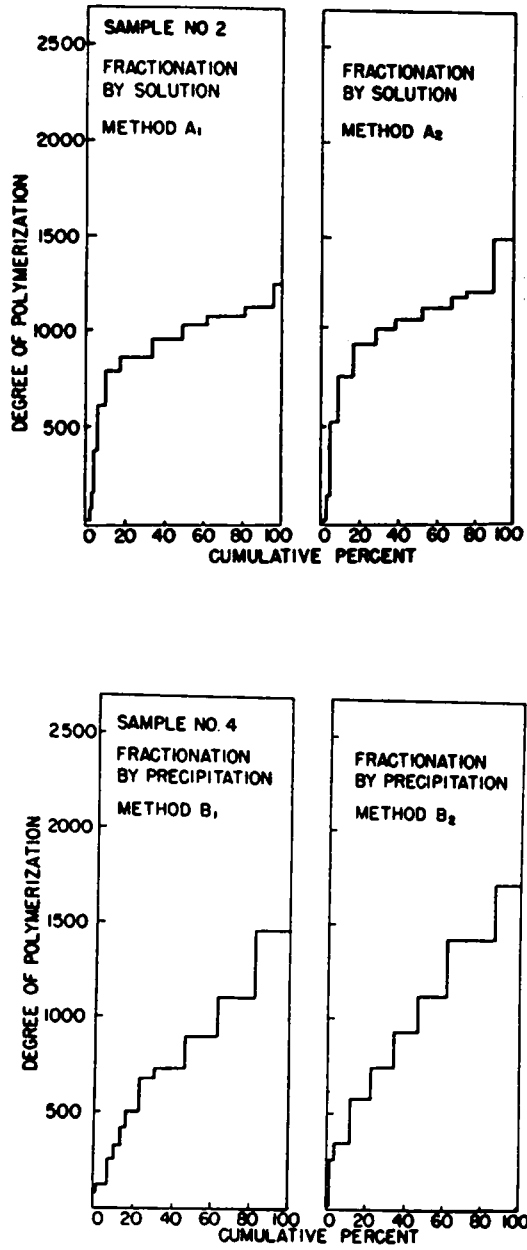 SAMPLE NO 2
FRACTIONATION
BY SOLUTION
METHOD A₁
FRACTIONATION
BY SOLUTION
METHOD A₂
DEGREE OF POLYMERIZATION
2500
2000
1500
1000
500
0 20 40 60 80 100
0 20 40 60 80 100
CUMULATIVE PERCENT
SAMPLE NO. 4
FRACTIONATION
BY PRECIPITATION
METHOD B₁
FRACTIONATION
BY PRECIPITATION
METHOD B₂
DEGREE OF POLYMERIZATION
2500
2000
1500
1000
500
0 20 40 60 80 100
0 20 40 60 80 100
CUMULATIVE PERCENT